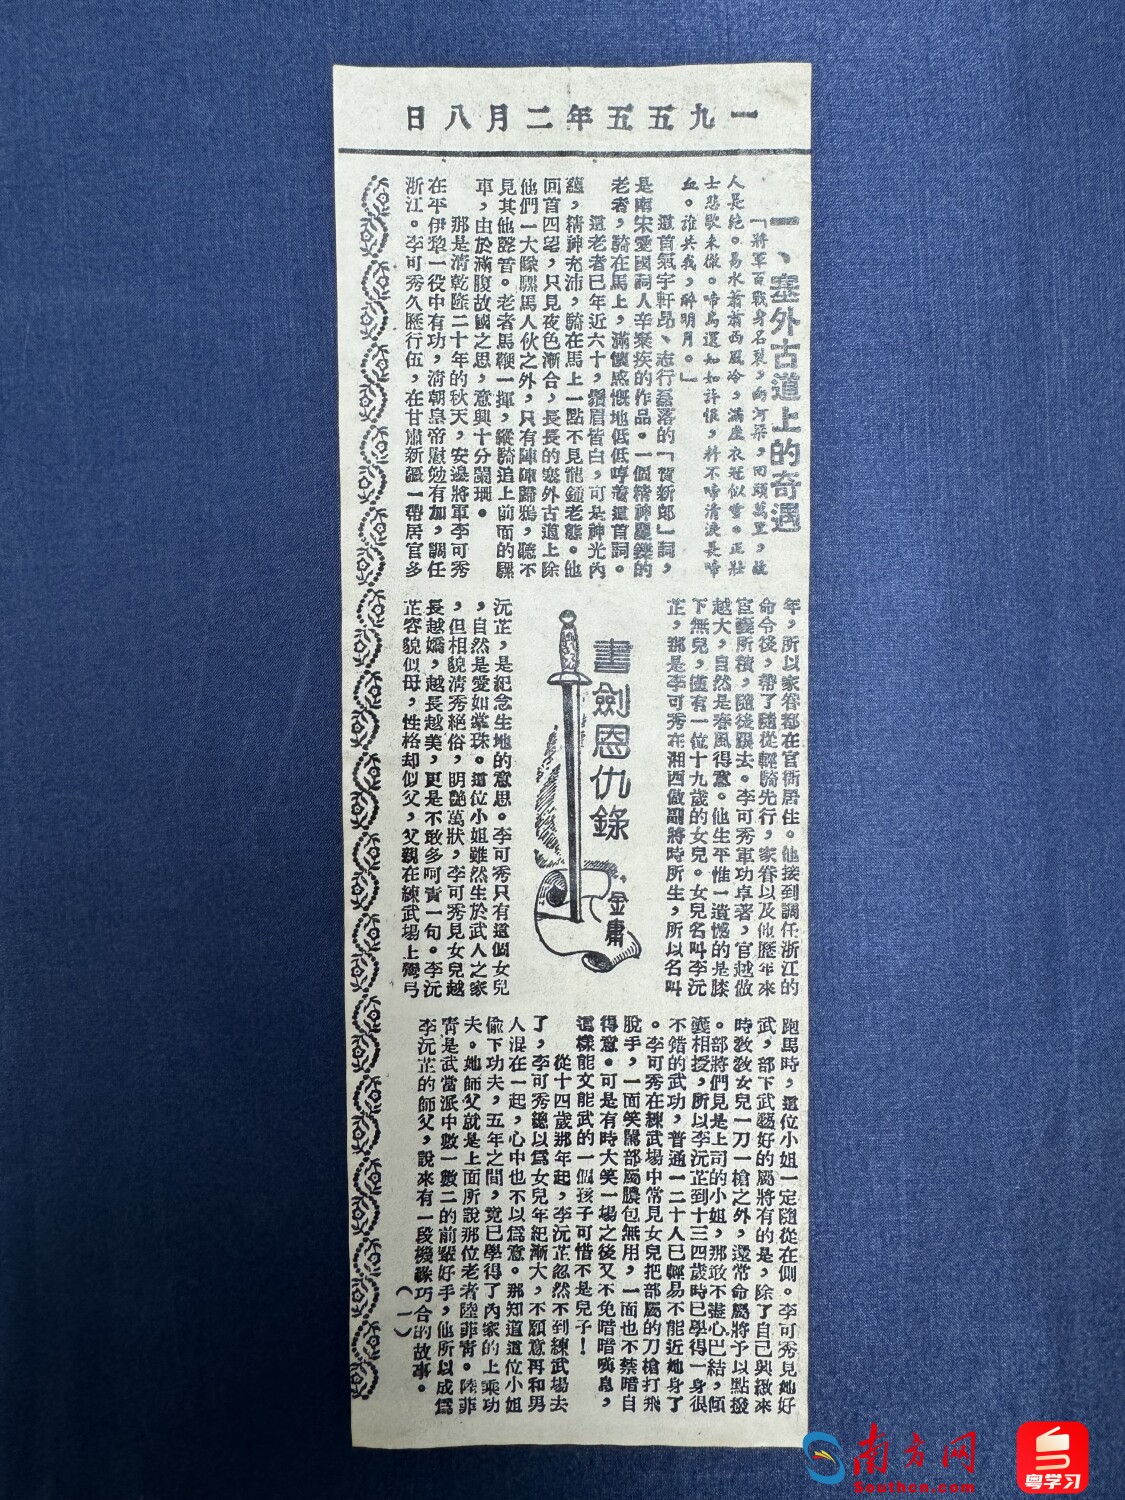 一九五五年二月八日
一、塞外古道上的奇遇
「將軍百戰身名裂，向河梁，回頭萬里，故
人長絕。易水蕭蕭西風冷，滿座衣冠似雪。正壯
士悲歌未徹。啼鳥還知如許恨，料不啼清淚長啼
血。誰共我，醉明月。」
這首氣宇軒昂、志行磊落的「賀新郎」詞，
是南宋愛國詞人辛棄疾的作品。一個精神矍鑠的
老者，騎在馬上，滿懷感慨地低低哼着這首詞。
這老者已年近六十，鬚眉皆白，可是神光內
蘊，精神充沛，騎在馬上一點不見龍鍾老態。他
回首四望，只見夜色漸合，長長的塞外古道上除
他們一大隊騾馬人伙之外，只有陣陣歸鴉，聽不
見其他聲音。老者馬鞭一揮，縱騎追上前面的騾
車，由於滿腹故國之思，意興十分闌珊。
那是清乾隆二十年的秋天，安邊將軍李可秀
在平伊犂一役中有功，清朝皇帝慰勉有加，調任
浙江。李可秀久歷行伍，在甘肅新疆一帶居官多
年，所以家眷都在官衙居住。他接到調任浙江的
命令後，帶了隨從輕騎先行，家眷以及他歷年來
宦囊所積，隨後跟去。李可秀軍功卓著，官越做
越大，自然是春風得意。他生平惟一遺憾的是膝
下無兒，僅有一位十九歲的女兒。女兒名叫李沅
芷，那是李可秀在湘西做副將時所生，所以名叫
書劍恩仇錄
金庸
沅芷，是紀念生地的意思。李可秀只有這個女兒
，自然是愛如掌珠。這位小姐雖然生於武人之家
，但相貌清秀絕俗，明艷萬狀，李可秀見女兒越
長越嬌，越長越美，更是不敢多呵責一句。李沅
芷容貌似母，性格却似父，父親在練武場上彎弓
跑馬時，這位小姐一定隨從在側。李可秀見她好
武，部下武藝好的屬將有的是，除了自己興緻來
時敎敎女兒一刀一槍之外，還常命屬將予以點撥
。部將們見是上司的小姐，那敢不盡心巴結，傾
囊相授，所以李沅芷到十三四歲時已學得一身很
不錯的武功，普通一二十人已輕易不能近她身了
。李可秀在練武場中常見女兒把部屬的刀槍打飛
脫手，一面笑罵部屬膿包無用，一面也不禁暗自
得意。可是有時大笑一場之後又不免暗暗嘆息，
這樣能文能武的一個孩子可惜不是兒子！
從十四歲那年起，李沅芷忽然不到練武場去
了，李可秀總以爲女兒年紀漸大，不願意再和男
人混在一起，心中也不以爲意。那知道這位小姐
偷下功夫，五年之間，竟已學得了內家的上乘功
夫。她師父就是上面所說那位老者陸菲靑。陸菲
靑是武當派中數一數二的前輩好手，他所以成爲
李沅芷的師父，說來有一段機緣巧合的故事。
（一）
南方网
Southcn.com
粤学习